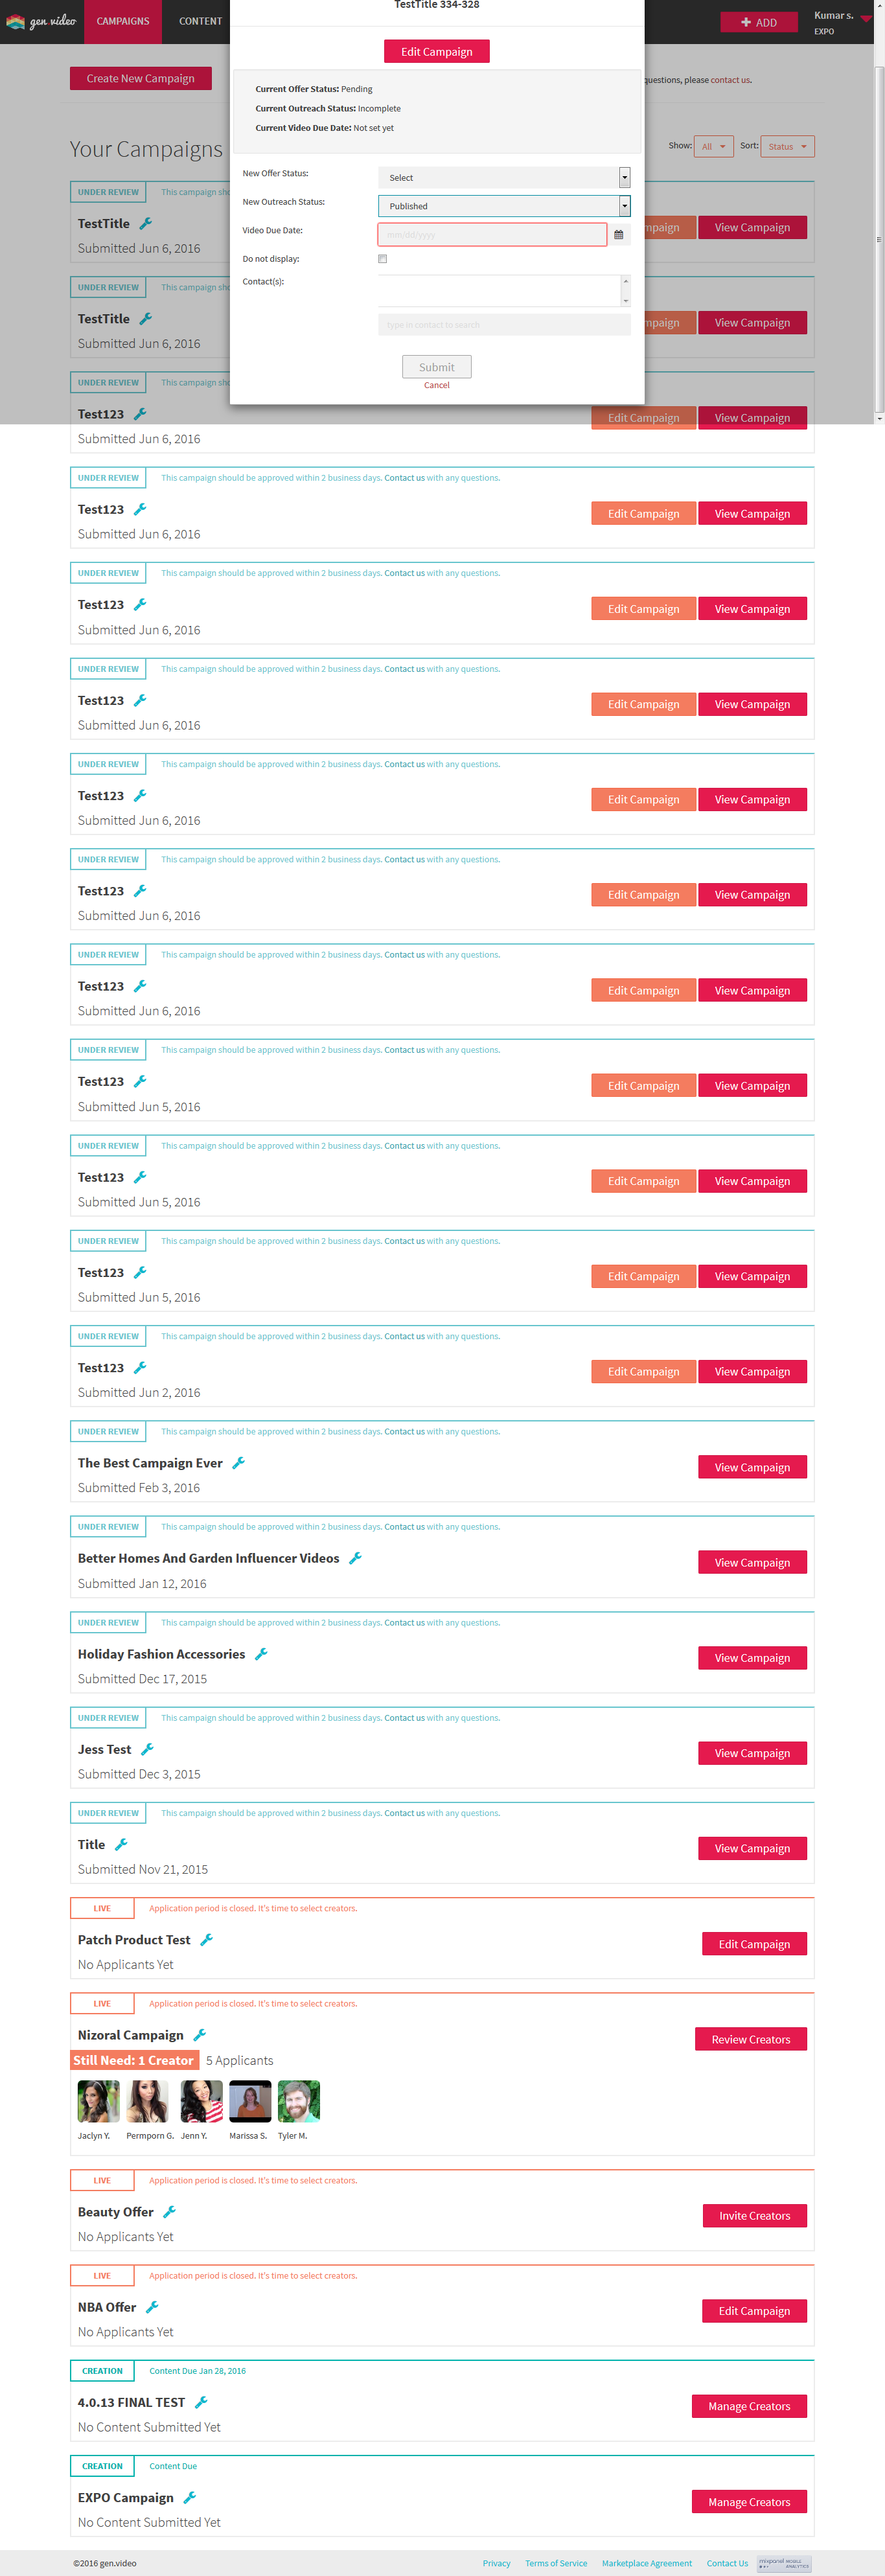 gen video
CAMPAIGNS
CONTENT
ADD
Kumar s.
EXPO
TestTitle 334-328
Edit Campaign
Create New Campaign
questions, please contact us.
Current Offer Status: Pending
Current Outreach Status: Incomplete
Current Video Due Date: Not set yet
Your Campaigns
Show: All
Sort: Status
New Offer Status: Select
New Outreach Status: Published
Video Due Date: mm/dd/yyyy
Do not display:
Contact(s):
type in contact to search
Submit
Cancel
UNDER REVIEW This campaign sho
TestTitle
Submitted Jun 6, 2016
mpaign View Campaign
UNDER REVIEW This campaign sho
TestTitle
Submitted Jun 6, 2016
mpaign View Campaign
UNDER REVIEW This campaign sho
Test123
Submitted Jun 6, 2016
Edit Campaign View Campaign
UNDER REVIEW This campaign should be approved within 2 business days. Contact us with any questions.
Test123
Submitted Jun 6, 2016
Edit Campaign View Campaign
UNDER REVIEW This campaign should be approved within 2 business days. Contact us with any questions.
Test123
Submitted Jun 6, 2016
Edit Campaign View Campaign
UNDER REVIEW This campaign should be approved within 2 business days. Contact us with any questions.
Test123
Submitted Jun 6, 2016
Edit Campaign View Campaign
UNDER REVIEW This campaign should be approved within 2 business days. Contact us with any questions.
Test123
Submitted Jun 6, 2016
Edit Campaign View Campaign
UNDER REVIEW This campaign should be approved within 2 business days. Contact us with any questions.
Test123
Submitted Jun 6, 2016
Edit Campaign View Campaign
UNDER REVIEW This campaign should be approved within 2 business days. Contact us with any questions.
Test123
Submitted Jun 6, 2016
Edit Campaign View Campaign
UNDER REVIEW This campaign should be approved within 2 business days. Contact us with any questions.
Test123
Submitted Jun 5, 2016
Edit Campaign View Campaign
UNDER REVIEW This campaign should be approved within 2 business days. Contact us with any questions.
Test123
Submitted Jun 5, 2016
Edit Campaign View Campaign
UNDER REVIEW This campaign should be approved within 2 business days. Contact us with any questions.
Test123
Submitted Jun 5, 2016
Edit Campaign View Campaign
UNDER REVIEW This campaign should be approved within 2 business days. Contact us with any questions.
Test123
Submitted Jun 2, 2016
Edit Campaign View Campaign
UNDER REVIEW This campaign should be approved within 2 business days. Contact us with any questions.
The Best Campaign Ever
Submitted Feb 3, 2016
View Campaign
UNDER REVIEW This campaign should be approved within 2 business days. Contact us with any questions.
Better Homes And Garden Influencer Videos
Submitted Jan 12, 2016
View Campaign
UNDER REVIEW This campaign should be approved within 2 business days. Contact us with any questions.
Holiday Fashion Accessories
Submitted Dec 17, 2015
View Campaign
UNDER REVIEW This campaign should be approved within 2 business days. Contact us with any questions.
Jess Test
Submitted Dec 3, 2015
View Campaign
UNDER REVIEW This campaign should be approved within 2 business days. Contact us with any questions.
Title
Submitted Nov 21, 2015
View Campaign
LIVE Application period is closed. It's time to select creators.
Patch Product Test
No Applicants Yet
Edit Campaign
LIVE Application period is closed. It's time to select creators.
Nizoral Campaign
Review Creators
Still Need: 1 Creator 5 Applicants
Jaclyn Y. Permporn G. Jenn Y. Marissa S. Tyler M.
LIVE Application period is closed. It's time to select creators.
Beauty Offer
No Applicants Yet
Invite Creators
LIVE Application period is closed. It's time to select creators.
NBA Offer
No Applicants Yet
Edit Campaign
CREATION Content Due Jan 28, 2016
4.0.13 FINAL TEST
No Content Submitted Yet
Manage Creators
CREATION Content Due
EXPO Campaign
No Content Submitted Yet
Manage Creators
©2016 gen.video
Privacy Terms of Service Marketplace Agreement Contact Us
mixpanel MOBILE ANALYTICS